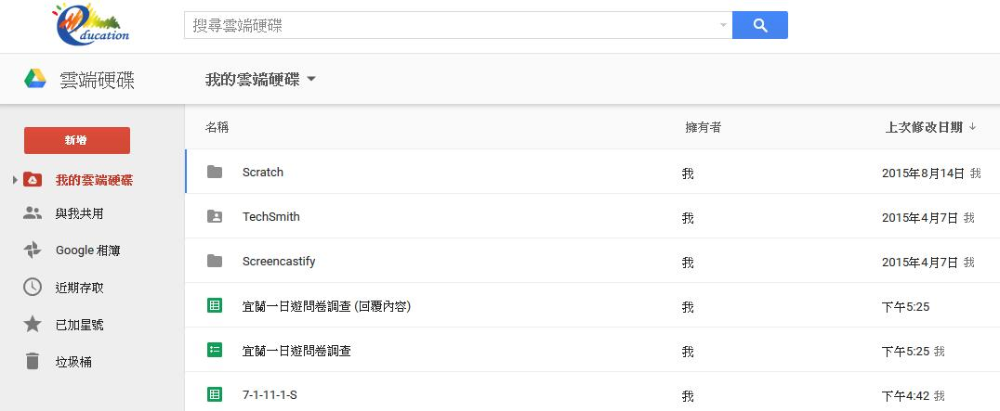 education
搜尋雲端硬碟
雲端硬碟
我的雲端硬碟
新增
我的雲端硬碟
與我共用
Google 相簿
近期存取
已加星號
垃圾桶
名稱 擁有者 上次修改日期
Scratch 我 2015年8月14日 我
TechSmith 我 2015年4月7日 我
Screencastify 我 2015年4月7日 我
宜蘭一日遊問卷調查 (回覆內容) 我 下午5:25
宜蘭一日遊問卷調查 我 下午5:25 我
7-1-11-1-S 我 下午4:42 我